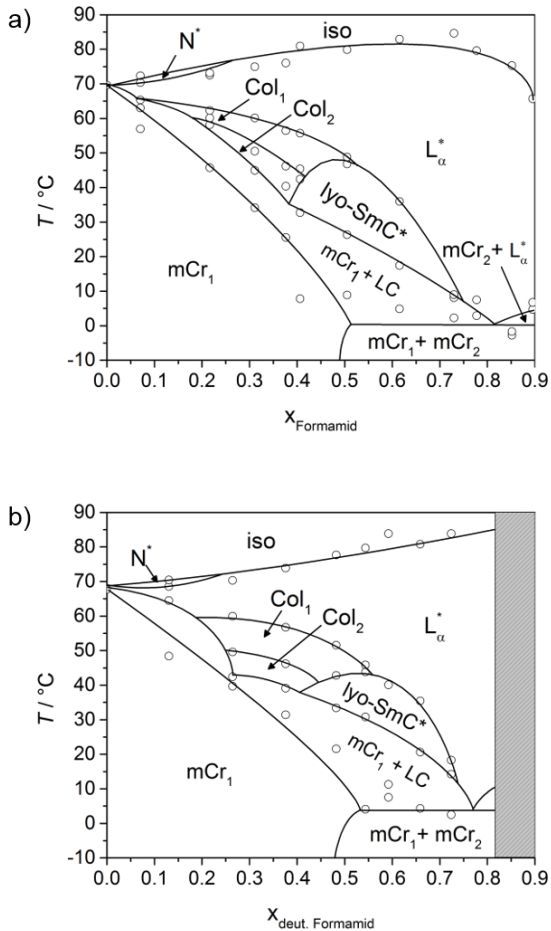 a)
90
80
70
60
50
40
30
20
10
0
-10
T / °C
iso
N*
Col₁
Col₂
L*α
lyo-SmC*
mCr₁ + LC
mCr₂ + L*α
mCr₁
mCr₁ + mCr₂
0.0 0.1 0.2 0.3 0.4 0.5 0.6 0.7 0.8 0.9
xFormamid
b)
90
80
70
60
50
40
30
20
10
0
-10
T / °C
iso
N*
Col₁
Col₂
L*α
lyo-SmC*
mCr₁ + LC
mCr₁
mCr₁ + mCr₂
0.0 0.1 0.2 0.3 0.4 0.5 0.6 0.7 0.8 0.9
xdeut. Formamid